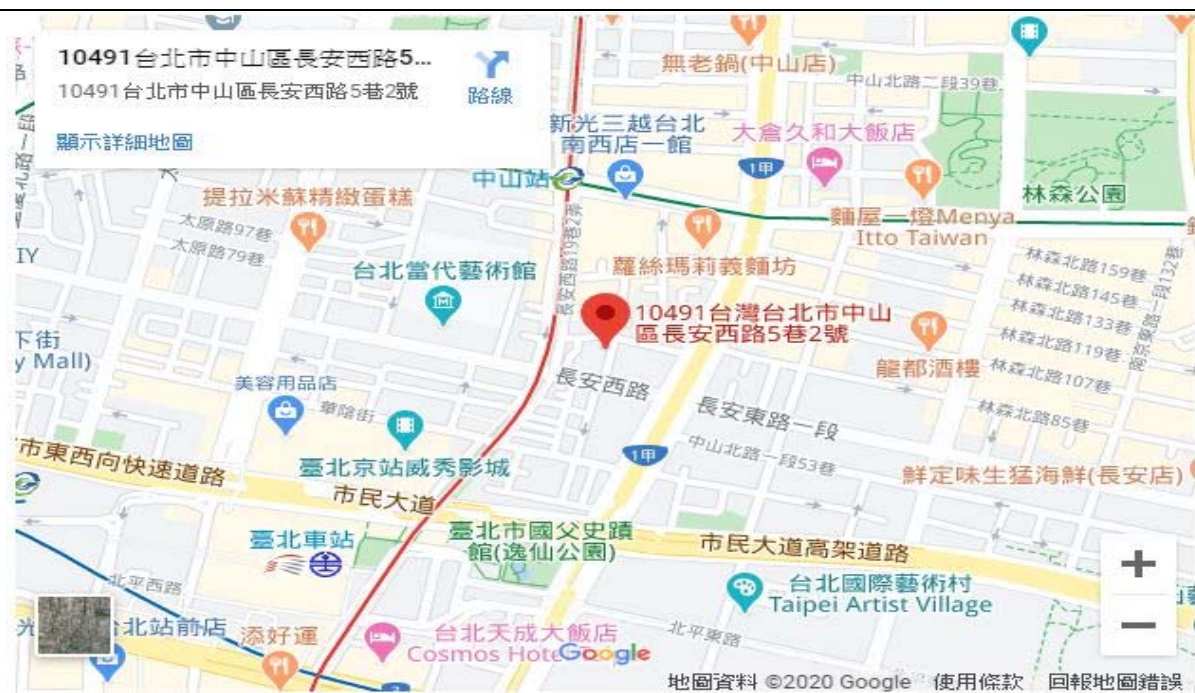 10491台北市中山區長安西路5...
10491台北市中山區長安西路5巷2號
路線
顯示詳細地圖
無老鍋(中山店)
中山北路二段39巷
新光三越台北
南西店一館
大倉久和大飯店
1甲
中山站
林森公園
提拉米蘇精緻蛋糕
太原路97巷
太原路79巷
長安西路19巷2弄
麵屋一燈Menya
Itto Taiwan
蘿絲瑪莉義麵坊
台北當代藝術館
林森北路159巷
林森北路145巷
林森北路133巷
林森北路119巷
林森北路107巷
林森北路85巷
10491台灣台北市中山
區長安西路5巷2號
龍都酒樓
下街
y Mall)
美容用品店
華陰街
長安西路
長安東路一段
1甲
中山北路一段53巷
臺北京站威秀影城
鮮定味生猛海鮮(長安店)
市東西向快速道路
市民大道
臺北車站
臺北市國父史蹟
館(逸仙公園)
市民大道高架道路
北平西路
台北國際藝術村
Taipei Artist Village
台北站前店
添好運
台北天成大飯店
Cosmos Hote
Google
北平東路
地圖資料 ©2020 Google
使用條款
回報地圖錯誤